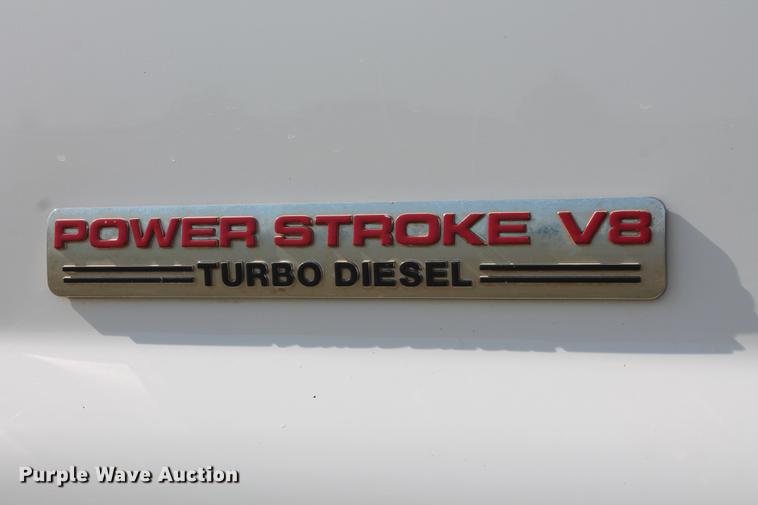 POWER STROKE V8
TURBO DIESEL
Purple Wave Auction